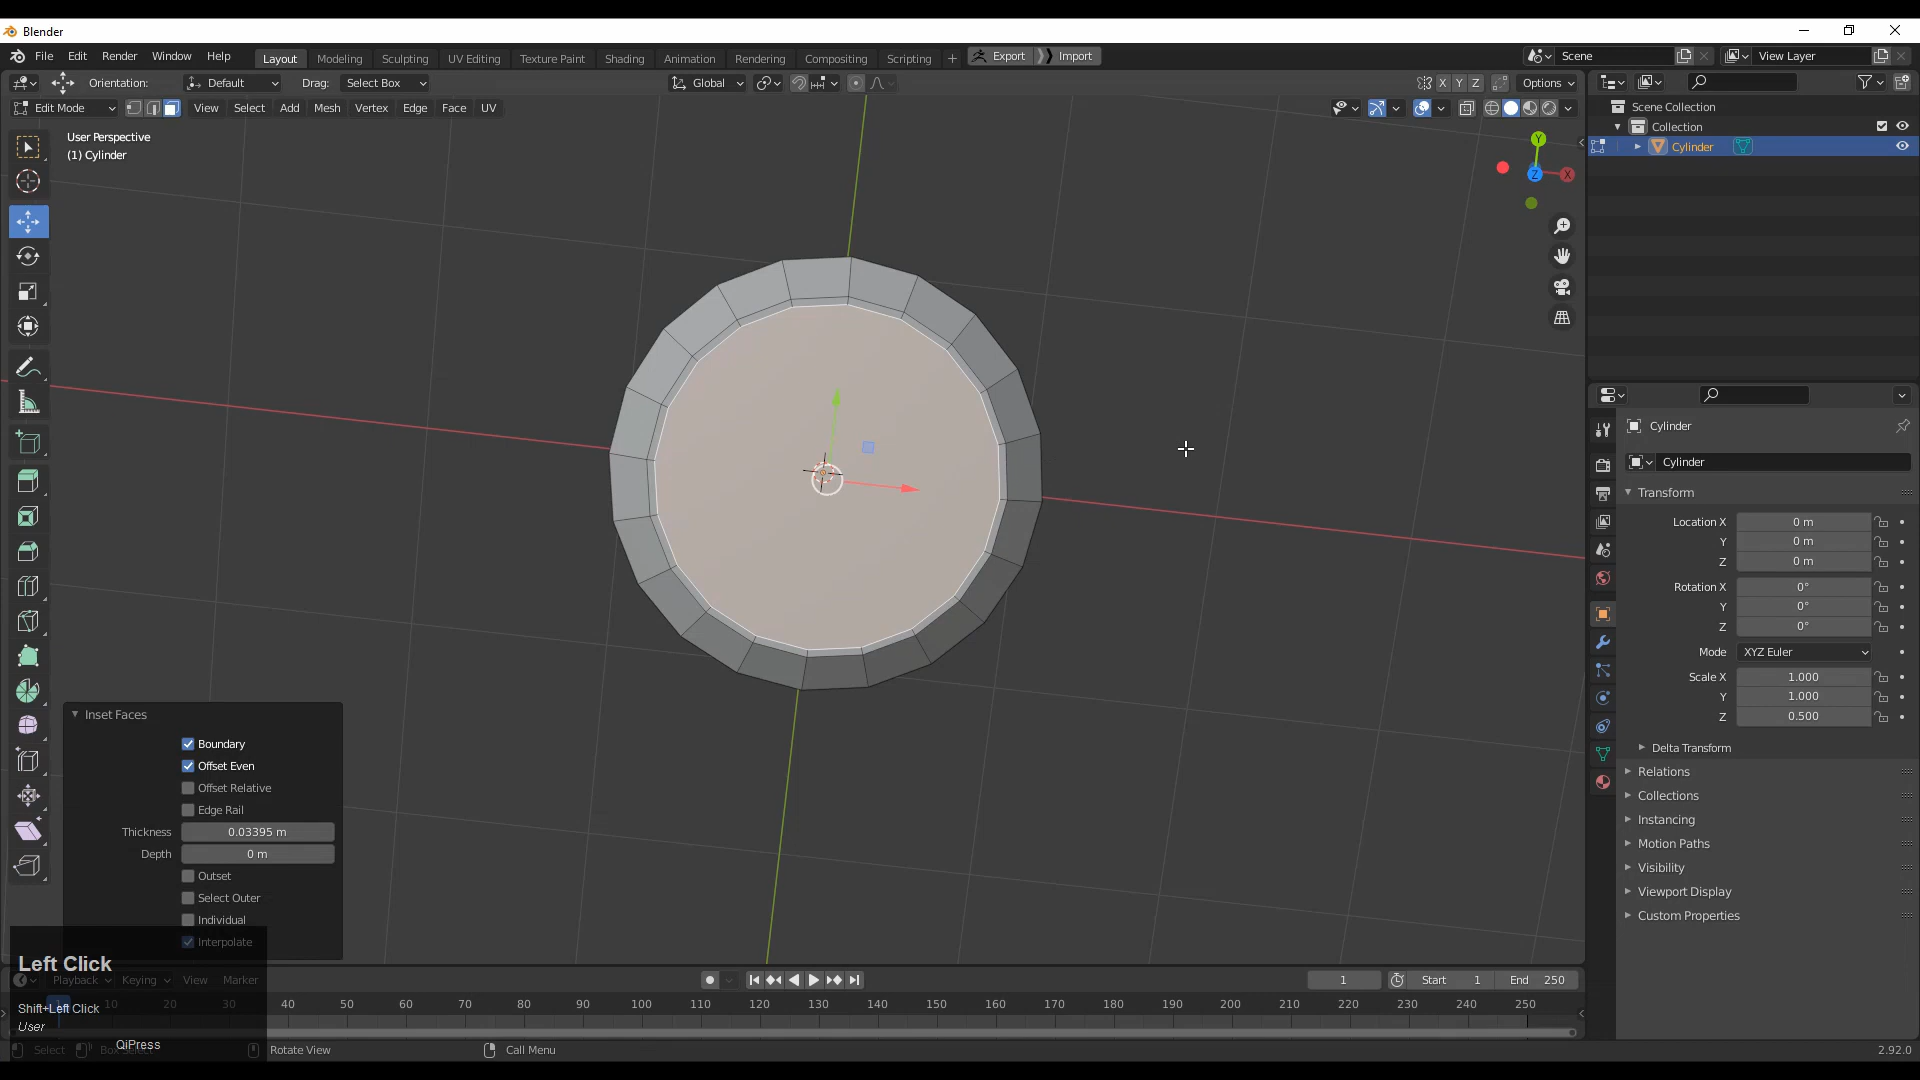 Blender
File Edit Render Window Help Layout Modeling Sculpting UV Editing Texture Paint Shading Animation Rendering Compositing Scripting + Export Import Scene View Layer
Orientation: Default Drag: Select Box Global X Y Z Options
Edit Mode View Select Add Mesh Vertex Edge Face UV
User Perspective
(1) Cylinder
Y
Z X
Scene Collection
Collection
Cylinder
Cylinder
Cylinder
Transform
Location X 0 m
Y 0 m
Z 0 m
Rotation X 0°
Y 0°
Z 0°
Mode XYZ Euler
Scale X 1.000
Y 1.000
Z 0.500
Delta Transform
Relations
Collections
Instancing
Motion Paths
Visibility
Viewport Display
Custom Properties
Inset Faces
Boundary
Offset Even
Offset Relative
Edge Rail
Thickness 0.03395 m
Depth 0 m
Outset
Select Outer
Individual
Interpolate
Left Click
Shift+Left Click
User
QiPress
Playback Keying View Marker 1 Start 1 End 250
1 10 20 30 40 50 60 70 80 90 100 110 120 130 140 150 160 170 180 190 200 210 220 230 240 250
Select Box Select Rotate View Call Menu 2.92.0